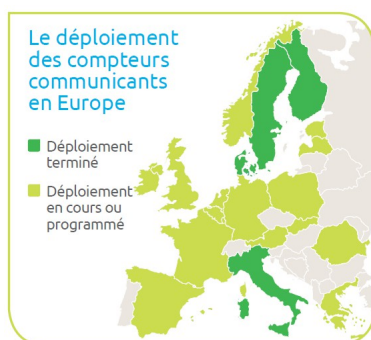 Le déploiement
des compteurs
communicants
en Europe
Déploiement
terminé
Déploiement
en cours ou
programmé